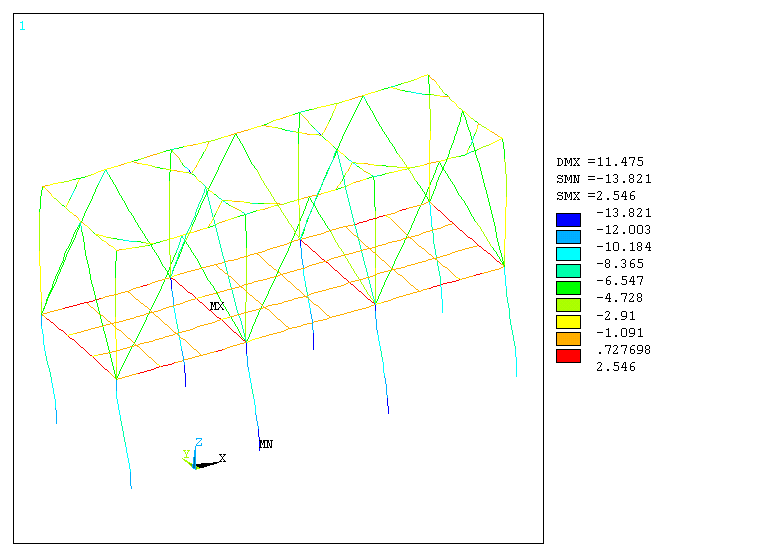 1
DMX =11.475
SMN =-13.821
SMX =2.546
-13.821
-12.003
-10.184
-8.365
-6.547
-4.728
-2.91
-1.091
.727698
2.546
MX
MN
Z
Y
X